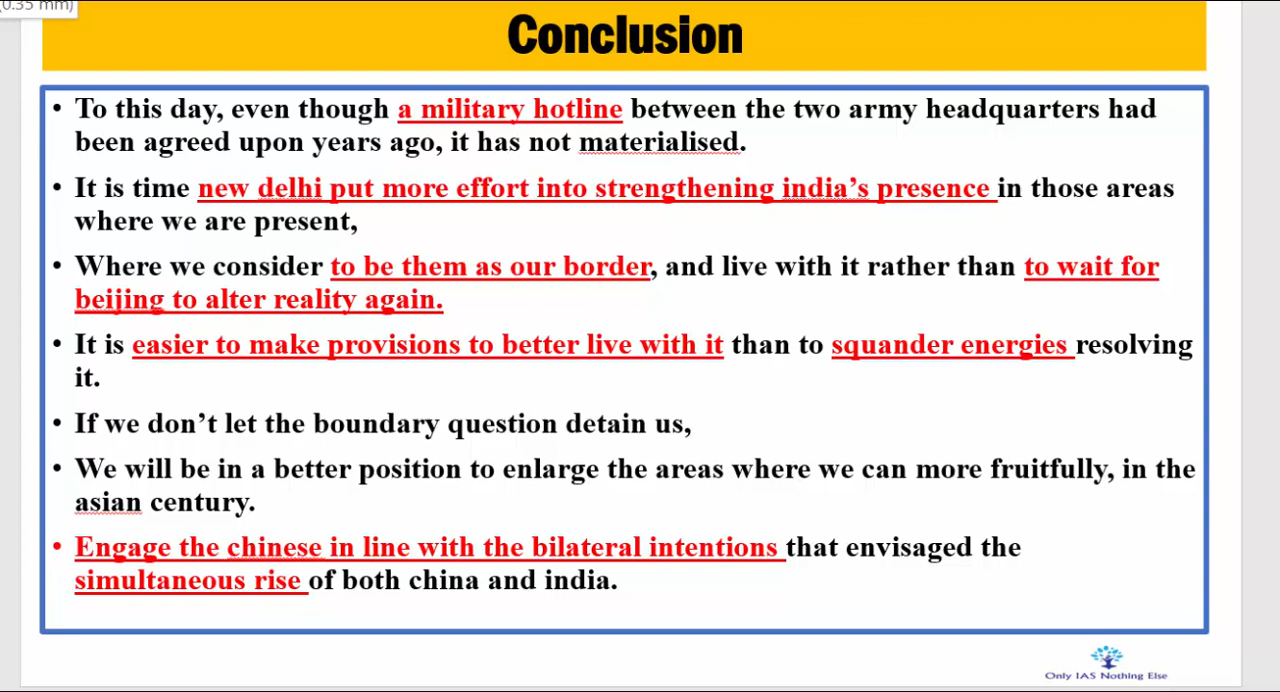 (0.35 mm)
Conclusion
• To this day, even though a military hotline between the two army headquarters had
been agreed upon years ago, it has not materialised.
• It is time new delhi put more effort into strengthening india’s presence in those areas
where we are present,
• Where we consider to be them as our border, and live with it rather than to wait for
beijing to alter reality again.
• It is easier to make provisions to better live with it than to squander energies resolving
it.
• If we don’t let the boundary question detain us,
• We will be in a better position to enlarge the areas where we can more fruitfully, in the
asian century.
• Engage the chinese in line with the bilateral intentions that envisaged the
simultaneous rise of both china and india.
Only IAS Nothing Else